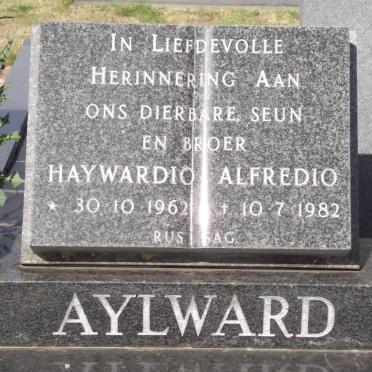 IN LIEFDEVOLLE
HERINNERING AAN
ONS DIERBARE, SEUN
EN BROER
HAYWARDIO ALFREDIO
* 30 10 1962 † 10 7 1982
RUS SAG
AYLWARD